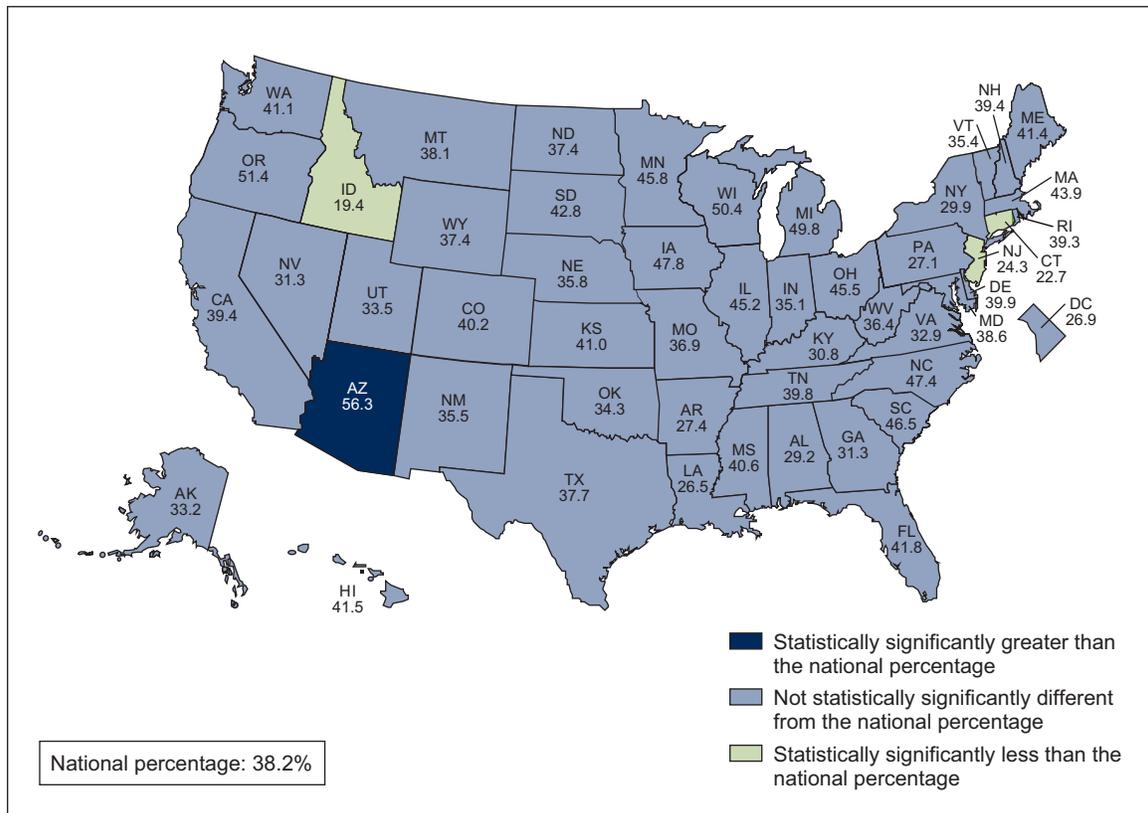 WA
41.1
OR
51.4
CA
39.4
NV
31.3
ID
19.4
MT
38.1
WY
37.4
UT
33.5
CO
40.2
AZ
56.3
NM
35.5
ND
37.4
SD
42.8
NE
35.8
KS
41.0
OK
34.3
TX
37.7
MN
45.8
IA
47.8
MO
36.9
AR
27.4
LA
26.5
WI
50.4
IL
45.2
MI
49.8
IN
35.1
OH
45.5
KY
30.8
TN
39.8
MS
40.6
AL
29.2
GA
31.3
FL
41.8
SC
46.5
NC
47.4
VA
32.9
WV
36.4
PA
27.1
NY
29.9
VT
35.4
NH
39.4
ME
41.4
MA
43.9
RI
39.3
CT
22.7
NJ
24.3
DE
39.9
MD
38.6
DC
26.9
AK
33.2
HI
41.5
Statistically significantly greater than
the national percentage
Not statistically significantly different
from the national percentage
Statistically significantly less than the
national percentage
National percentage: 38.2%